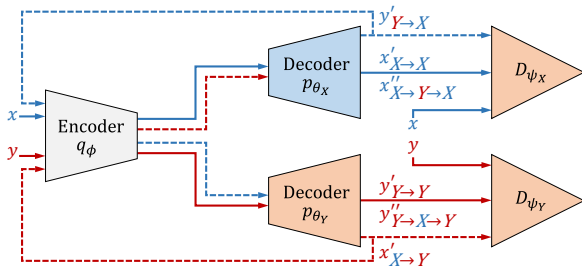 y′Y→X
x′X→X
x′′X→Y→X
Decoder
pθX
DψX
x
Encoder
qϕ
x
y
y
Decoder
pθY
y′Y→Y
y′′Y→X→Y
x′X→Y
DψY